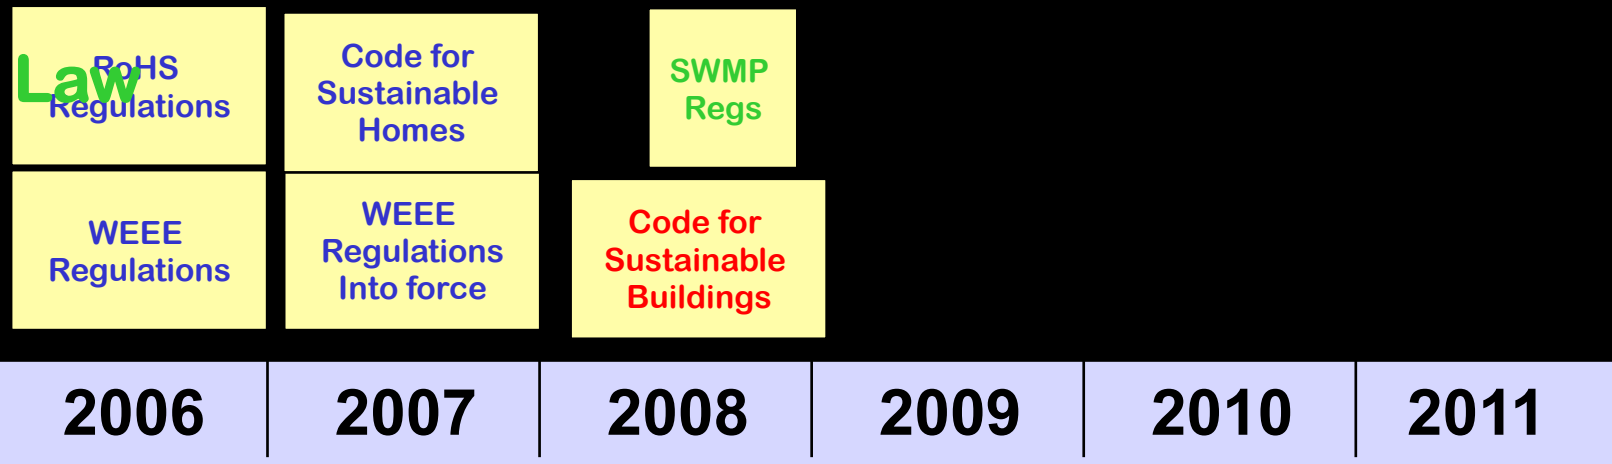 Law
RoHS
Regulations
Code for
Sustainable
Homes
SWMP
Regs
WEEE
Regulations
WEEE
Regulations
Into force
Code for
Sustainable
Buildings
2006
2007
2008
2009
2010
2011